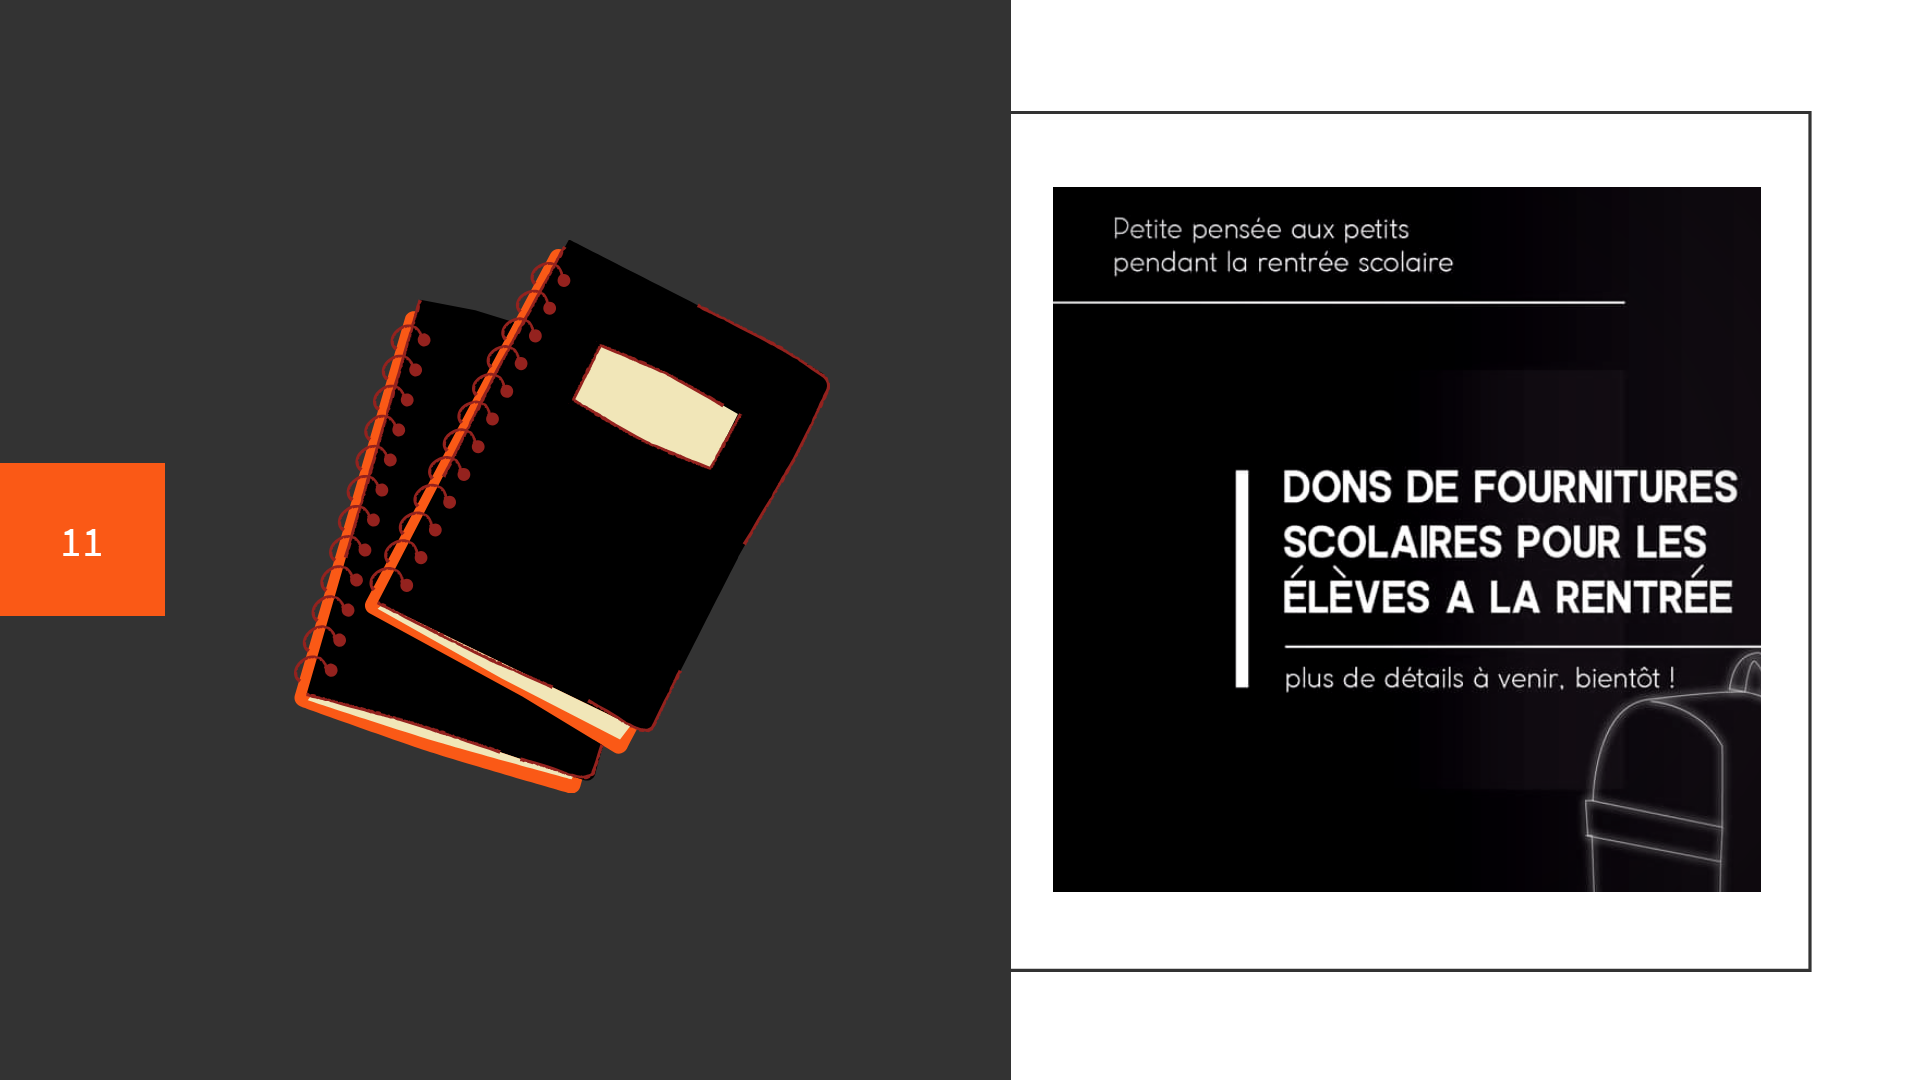 11
Petite pensée aux petits
pendant la rentrée scolaire
DONS DE FOURNITURES
SCOLAIRES POUR LES
ÉLÈVES A LA RENTRÉE
plus de détails à venir, bientôt !